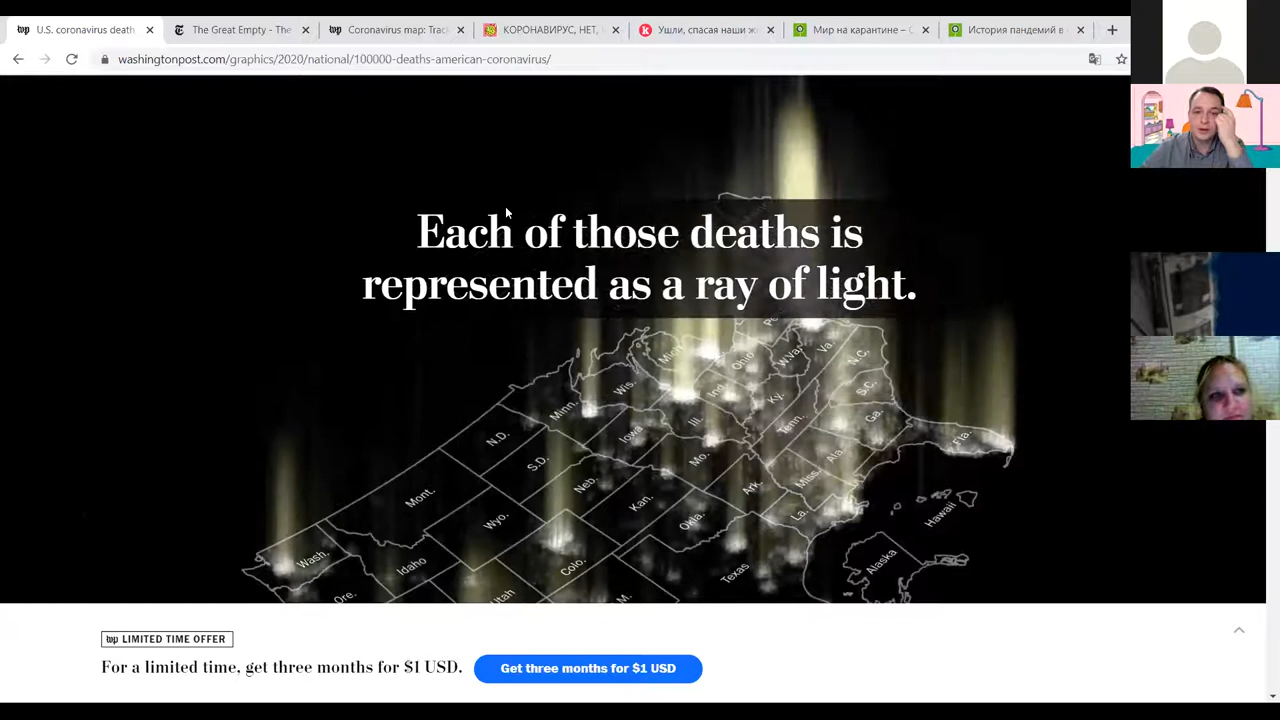 wp U.S. coronavirus death
The Great Empty - The
wp Coronavirus map: Trac
КОРОНАВИРУС, НЕТ,
Ушли, спасая наши ж
Мир на карантине – С
История пандемий в
washingtonpost.com/graphics/2020/national/100000-deaths-american-coronavirus/
Each of those deaths is
represented as a ray of light.
Mich.
Ohio
W.Va.
Va.
N.C.
Wis.
Ind.
Ky.
S.C.
Minn.
Ill.
Tenn.
Ga.
N.D.
Iowa
Ala.
Fla.
S.D.
Mo.
Miss.
Mont.
Neb.
Ark.
Wyo.
Kan.
La.
Hawaii
Okla.
Wash.
Idaho
Colo.
Texas
Alaska
Ore.
Utah
wp LIMITED TIME OFFER
For a limited time, get three months for $1 USD.
Get three months for $1 USD